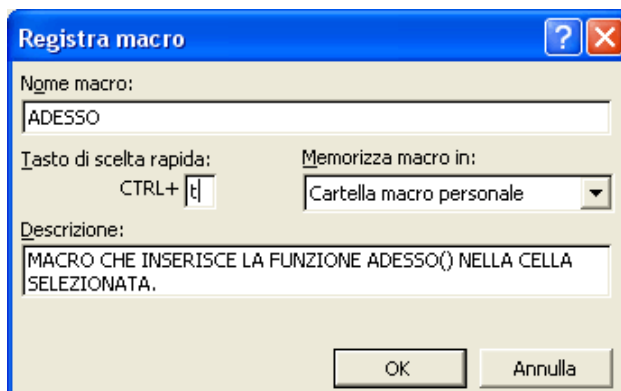 Registra macro
Nome macro:
ADESSO
Tasto di scelta rapida:
Memorizza macro in:
CTRL+ t
Cartella macro personale
Descrizione:
MACRO CHE INSERISCE LA FUNZIONE ADESSO() NELLA CELLA
SELEZIONATA.
OK
Annulla